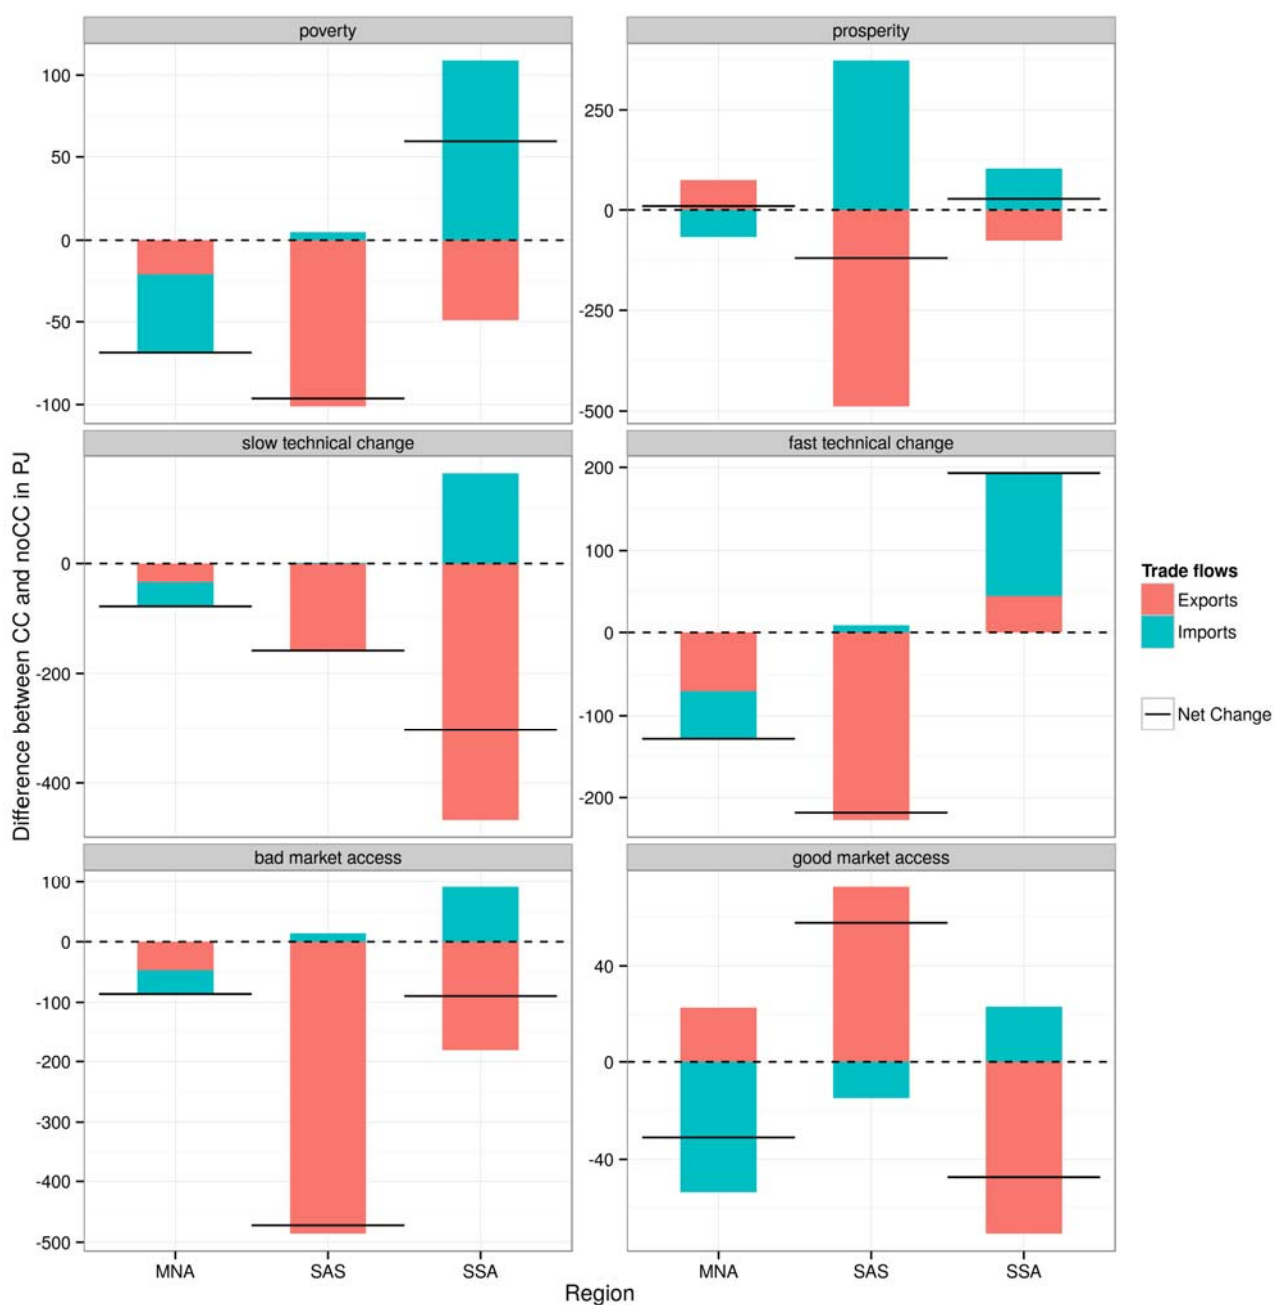 poverty
prosperity
100
50
0
-50
-100
250
0
-250
-500
slow technical change
fast technical change
0
-200
-400
200
100
0
-100
-200
bad market access
good market access
100
0
-100
-200
-300
-400
-500
40
0
-40
MNA SAS SSA
MNA SAS SSA
Region
Difference between CC and noCC in PJ
Trade flows
Exports
Imports
Net Change